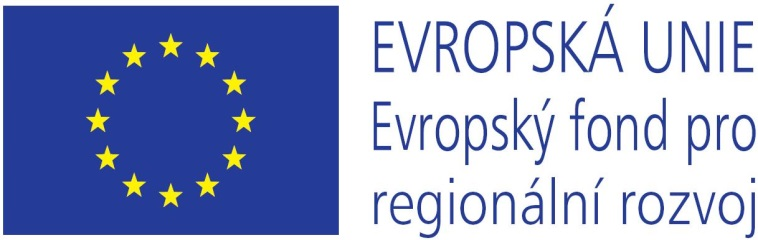 EVROPSKÁ UNIE
Evropský fond pro
regionální rozvoj